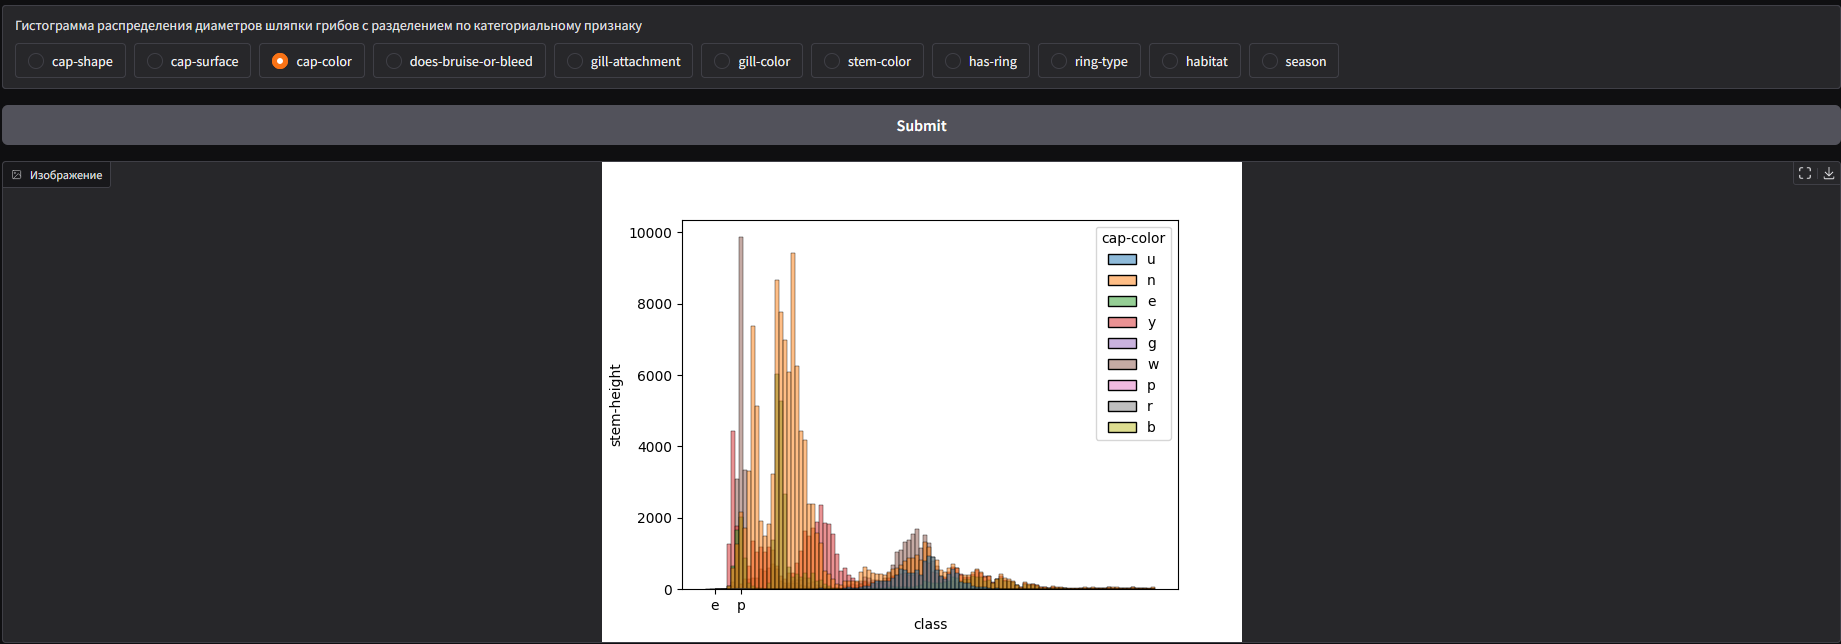 Гистограмма распределения диаметров шляпки грибов с разделением по категориальному признаку
cap-shape cap-surface cap-color does-bruise-or-bleed gill-attachment gill-color stem-color has-ring ring-type habitat season
Submit
Изображение
cap-color
u
n
e
y
g
w
p
r
b
10000
8000
6000
4000
2000
0
stem-height
e p
class